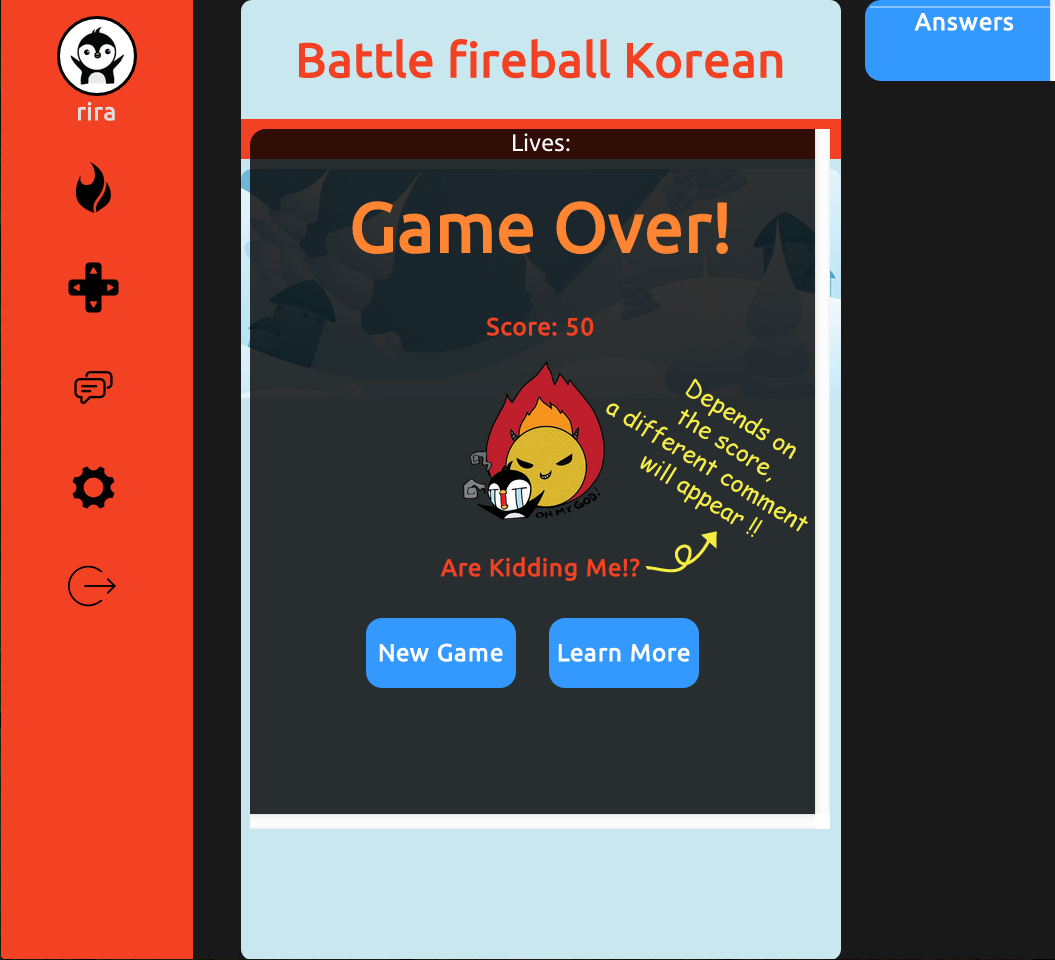 rira
Battle fireball Korean
Answers
Lives:
Game Over!
Score: 50
OH MY GOD!
Depends on
the score,
a different comment
will appear !!
Are Kidding Me!?
New Game
Learn More